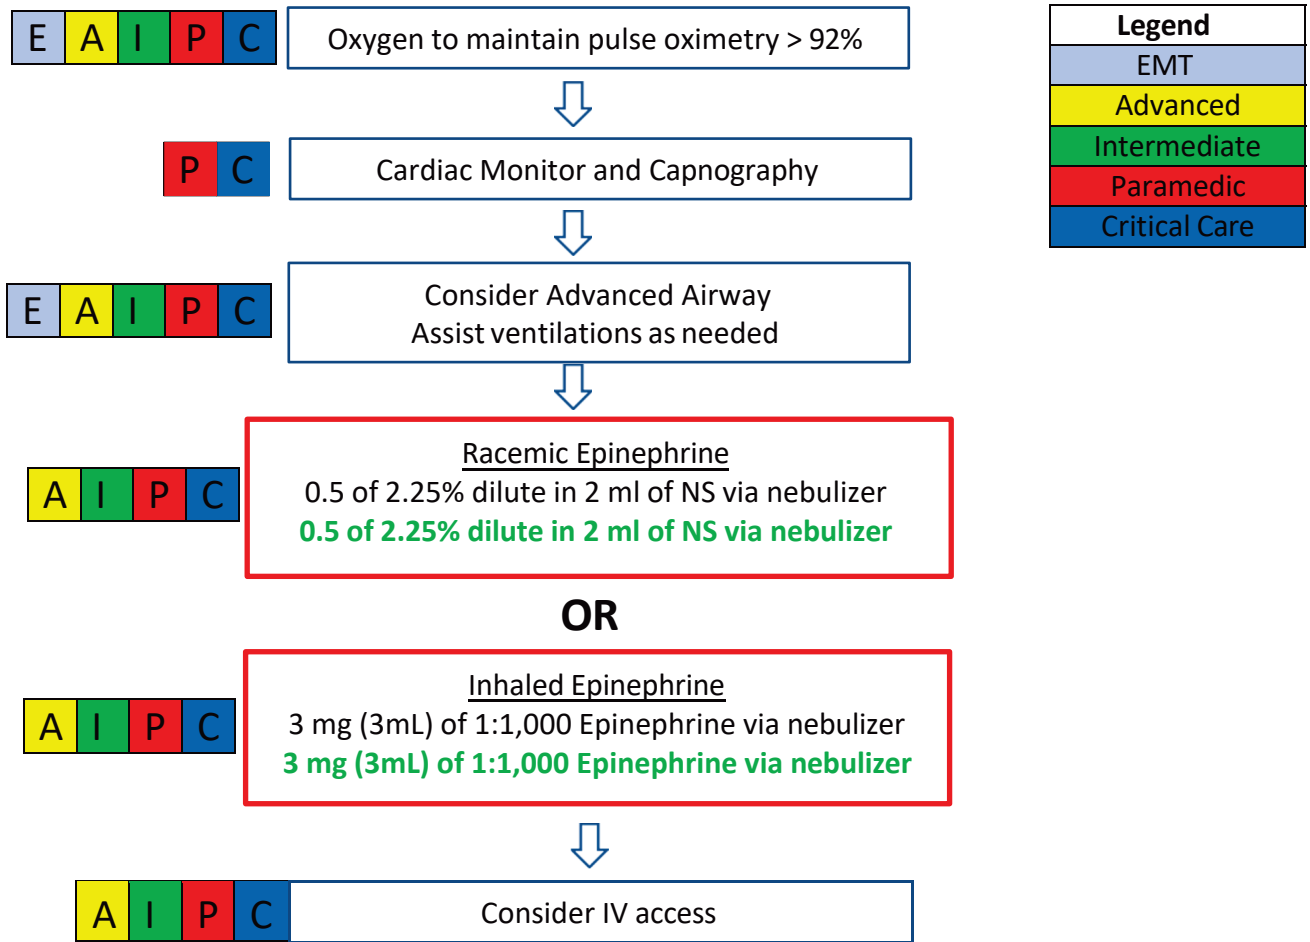 E A I P C
Oxygen to maintain pulse oximetry > 92%
Legend
EMT
Advanced
Intermediate
Paramedic
Critical Care
P C
Cardiac Monitor and Capnography
E A I P C
Consider Advanced Airway
Assist ventilations as needed
A I P C
Racemic Epinephrine
0.5 of 2.25% dilute in 2 ml of NS via nebulizer
0.5 of 2.25% dilute in 2 ml of NS via nebulizer
OR
A I P C
Inhaled Epinephrine
3 mg (3mL) of 1:1,000 Epinephrine via nebulizer
3 mg (3mL) of 1:1,000 Epinephrine via nebulizer
A I P C
Consider IV access